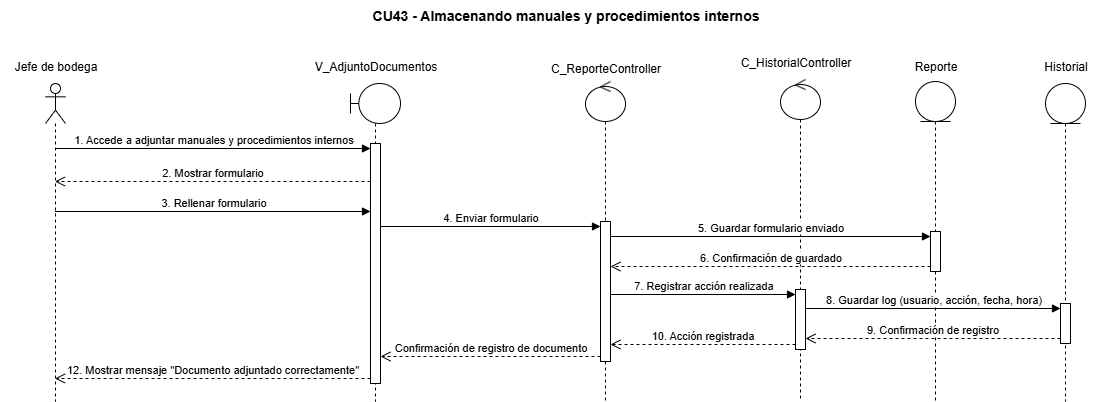 CU43 - Almacenando manuales y procedimientos internos
Jefe de bodega
V_AdjuntoDocumentos
C_ReporteController
C_HistorialController
Reporte
Historial
1. Accede a adjuntar manuales y procedimientos internos
2. Mostrar formulario
3. Rellenar formulario
4. Enviar formulario
5. Guardar formulario enviado
6. Confirmación de guardado
7. Registrar acción realizada
8. Guardar log (usuario, acción, fecha, hora)
9. Confirmación de registro
10. Acción registrada
Confirmación de registro de documento
12. Mostrar mensaje "Documento adjuntado correctamente"